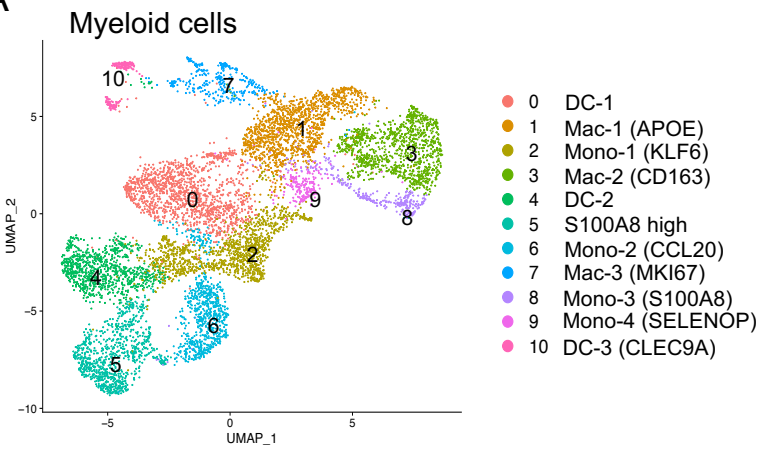 A
Myeloid cells
10
7
1
3
0
9
8
2
4
6
5
5
0
−5
−10
UMAP_2
−5
0
5
UMAP_1
0 DC-1
1 Mac-1 (APOE)
2 Mono-1 (KLF6)
3 Mac-2 (CD163)
4 DC-2
5 S100A8 high
6 Mono-2 (CCL20)
7 Mac-3 (MKI67)
8 Mono-3 (S100A8)
9 Mono-4 (SELENOP)
10 DC-3 (CLEC9A)